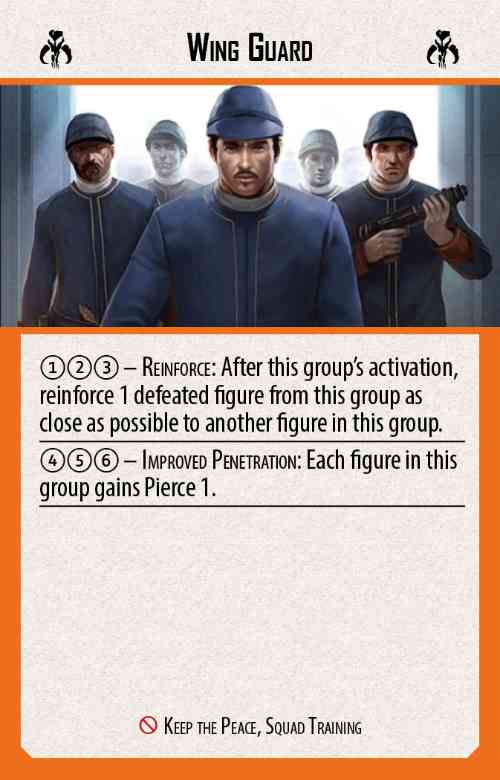 Wing Guard
①②③ – Reinforce: After this group's activation,
reinforce 1 defeated figure from this group as
close as possible to another figure in this group.
④⑤⑥ – Improved Penetration: Each figure in this
group gains Pierce 1.
Keep the Peace, Squad Training